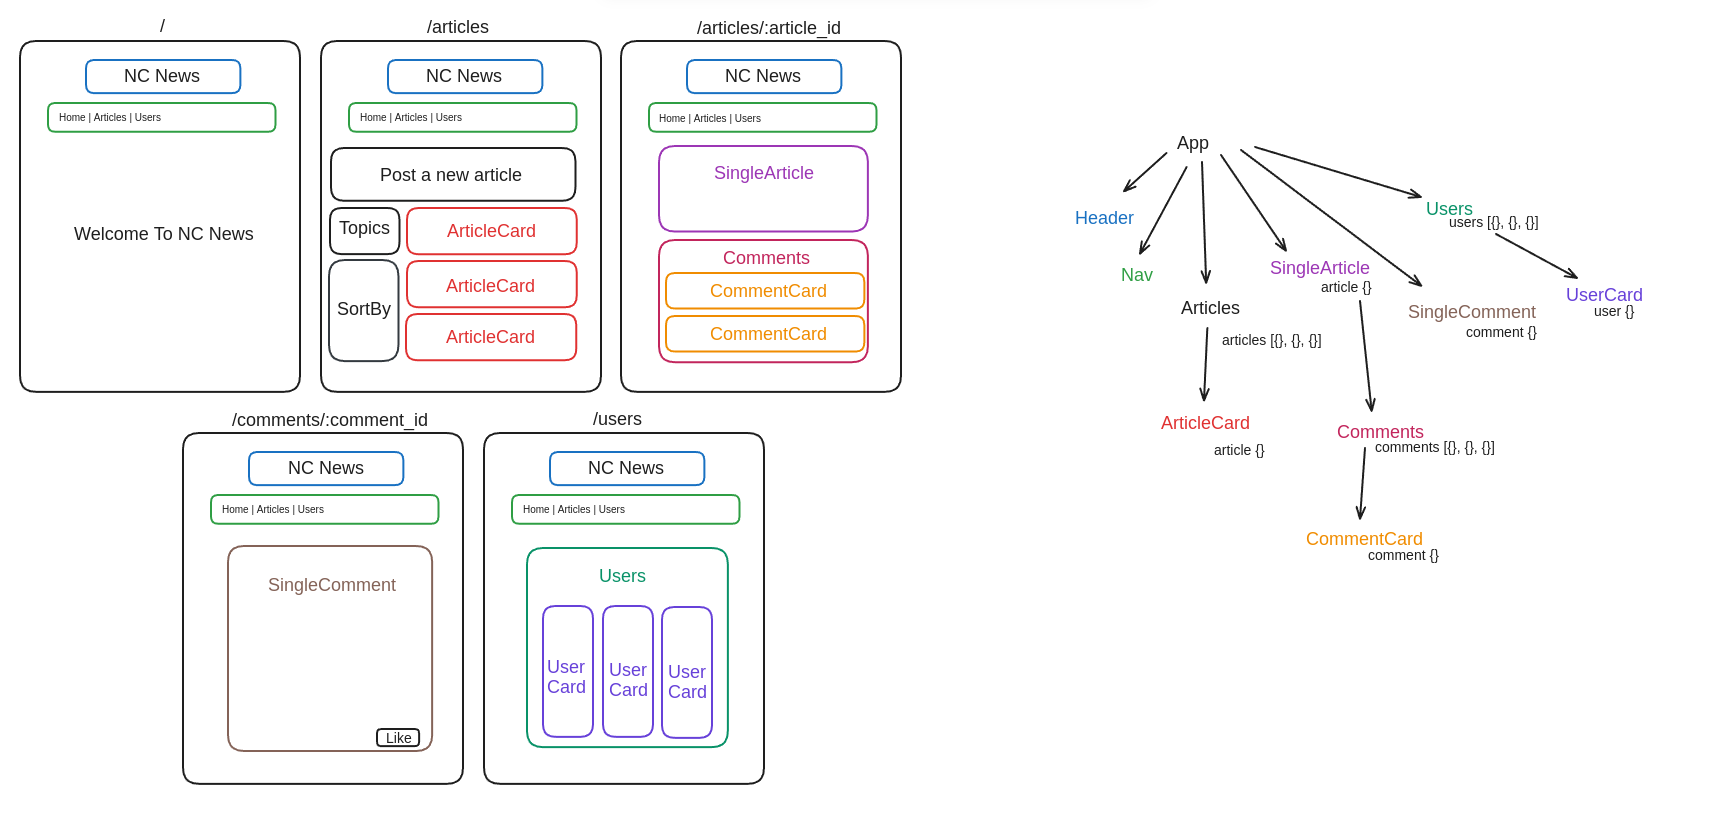 /
NC News
Home | Articles | Users
Welcome To NC News
/articles
NC News
Home | Articles | Users
Post a new article
Topics
ArticleCard
ArticleCard
SortBy
ArticleCard
/articles/:article_id
NC News
Home | Articles | Users
SingleArticle
Comments
CommentCard
CommentCard
/comments/:comment_id
NC News
Home | Articles | Users
SingleComment
Like
/users
NC News
Home | Articles | Users
Users
User
Card
User
Card
User
Card
App
Header
Nav
Articles
articles [{}, {}, {}]
ArticleCard
article {}
SingleArticle
article {}
Comments
comments [{}, {}, {}]
CommentCard
comment {}
SingleComment
comment {}
Users
users [{}, {}, {}]
UserCard
user {}